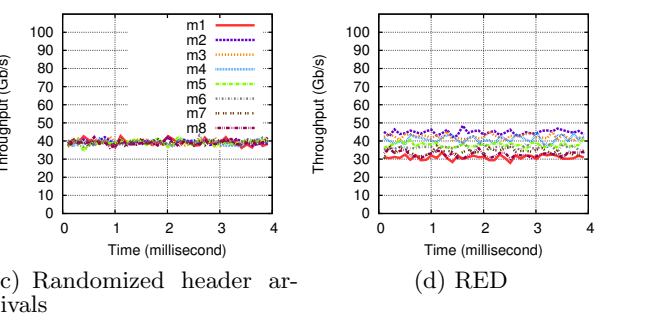 100
90
80
70
60
50
40
30
20
10
0
Throughput (Gb/s)
m1
m2
m3
m4
m5
m6
m7
m8
0 1 2 3 4
Time (millisecond)
c) Randomized header ar-
ivals
100
90
80
70
60
50
40
30
20
10
0
Throughput (Gb/s)
0 1 2 3 4
Time (millisecond)
(d) RED